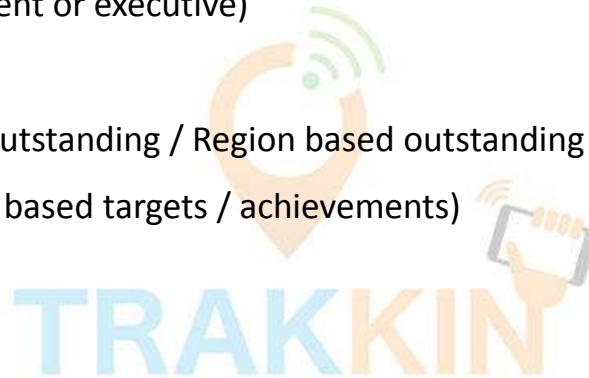 ent or executive)
utstanding / Region based outstanding
based targets / achievements)
TRAKKIN